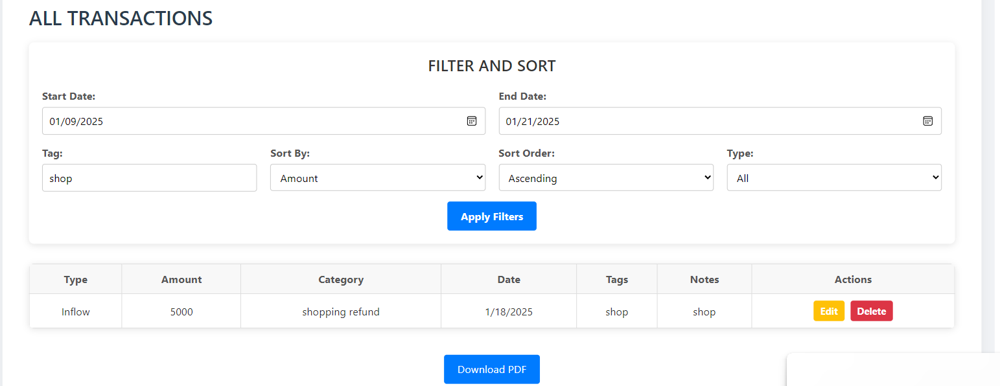 ALL TRANSACTIONS
FILTER AND SORT
Start Date: End Date:
01/09/2025 01/21/2025
Tag: Sort By: Sort Order: Type:
shop Amount Ascending All
Apply Filters
Type Amount Category Date Tags Notes Actions
Inflow 5000 shopping refund 1/18/2025 shop shop Edit Delete
Download PDF